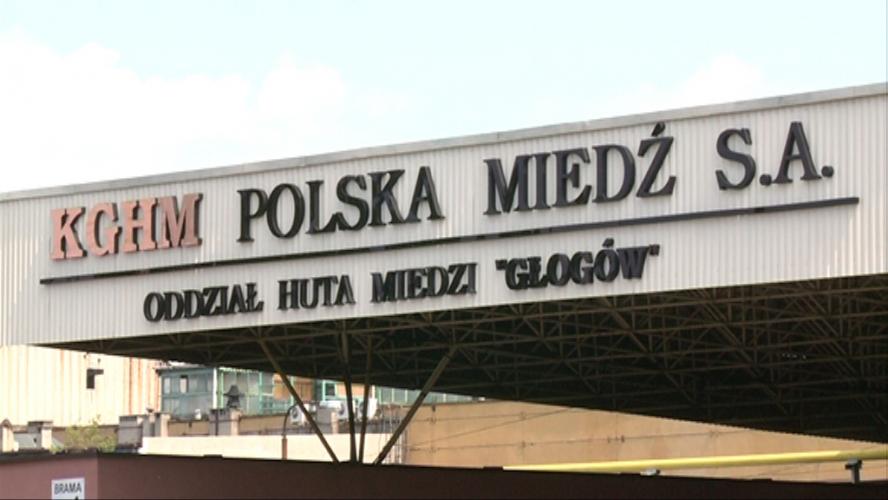 KGHM POLSKA MIEDŹ S.A.
ODDZIAŁ HUTA MIEDZI "GŁOGÓW"
BRAMA